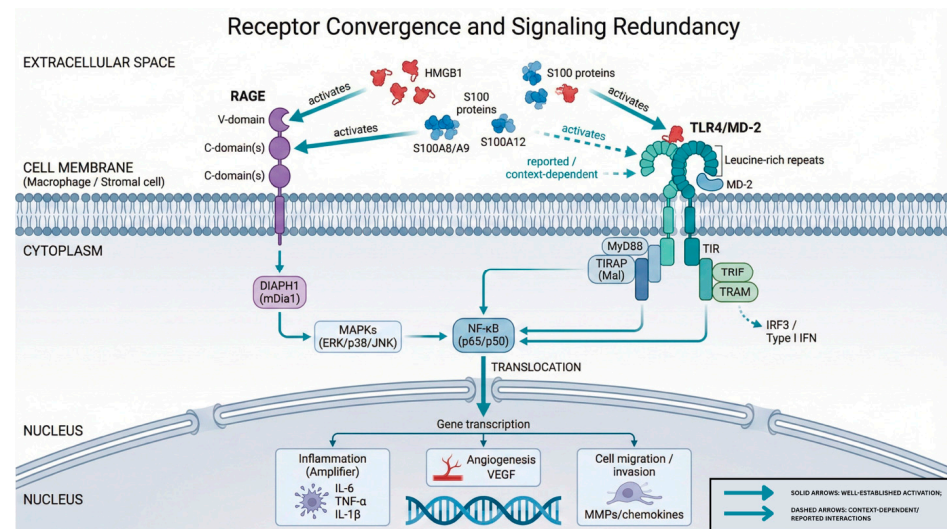 Receptor Convergence and Signaling Redundancy
EXTRACELLULAR SPACE
HMGB1
S100 proteins
RAGE
activates
S100
proteins
activates
V-domain
activates
TLR4/MD-2
activates
C-domain(s)
S100A8/A9
S100A12
Leucine-rich repeats
reported /
context-dependent
CELL MEMBRANE
(Macrophage / Stromal cell)
C-domain(s)
MD-2
CYTOPLASM
MyD88
TIR
TIRAP
(Mal)
TRIF
TRAM
DIAPH1
(mDia1)
MAPKs
(ERK/p38/JNK)
NF-κB
(p65/p50)
IRF3 /
Type I IFN
TRANSLOCATION
NUCLEUS
Gene transcription
Inflammation
(Amplifier)
IL-6
TNF-α
IL-1β
Angiogenesis
VEGF
Cell migration /
invasion
MMPs/chemokines
NUCLEUS
SOLID ARROWS: WELL-ESTABLISHED ACTIVATION;
DASHED ARROWS: CONTEXT-DEPENDENT/
REPORTED INTERACTIONS